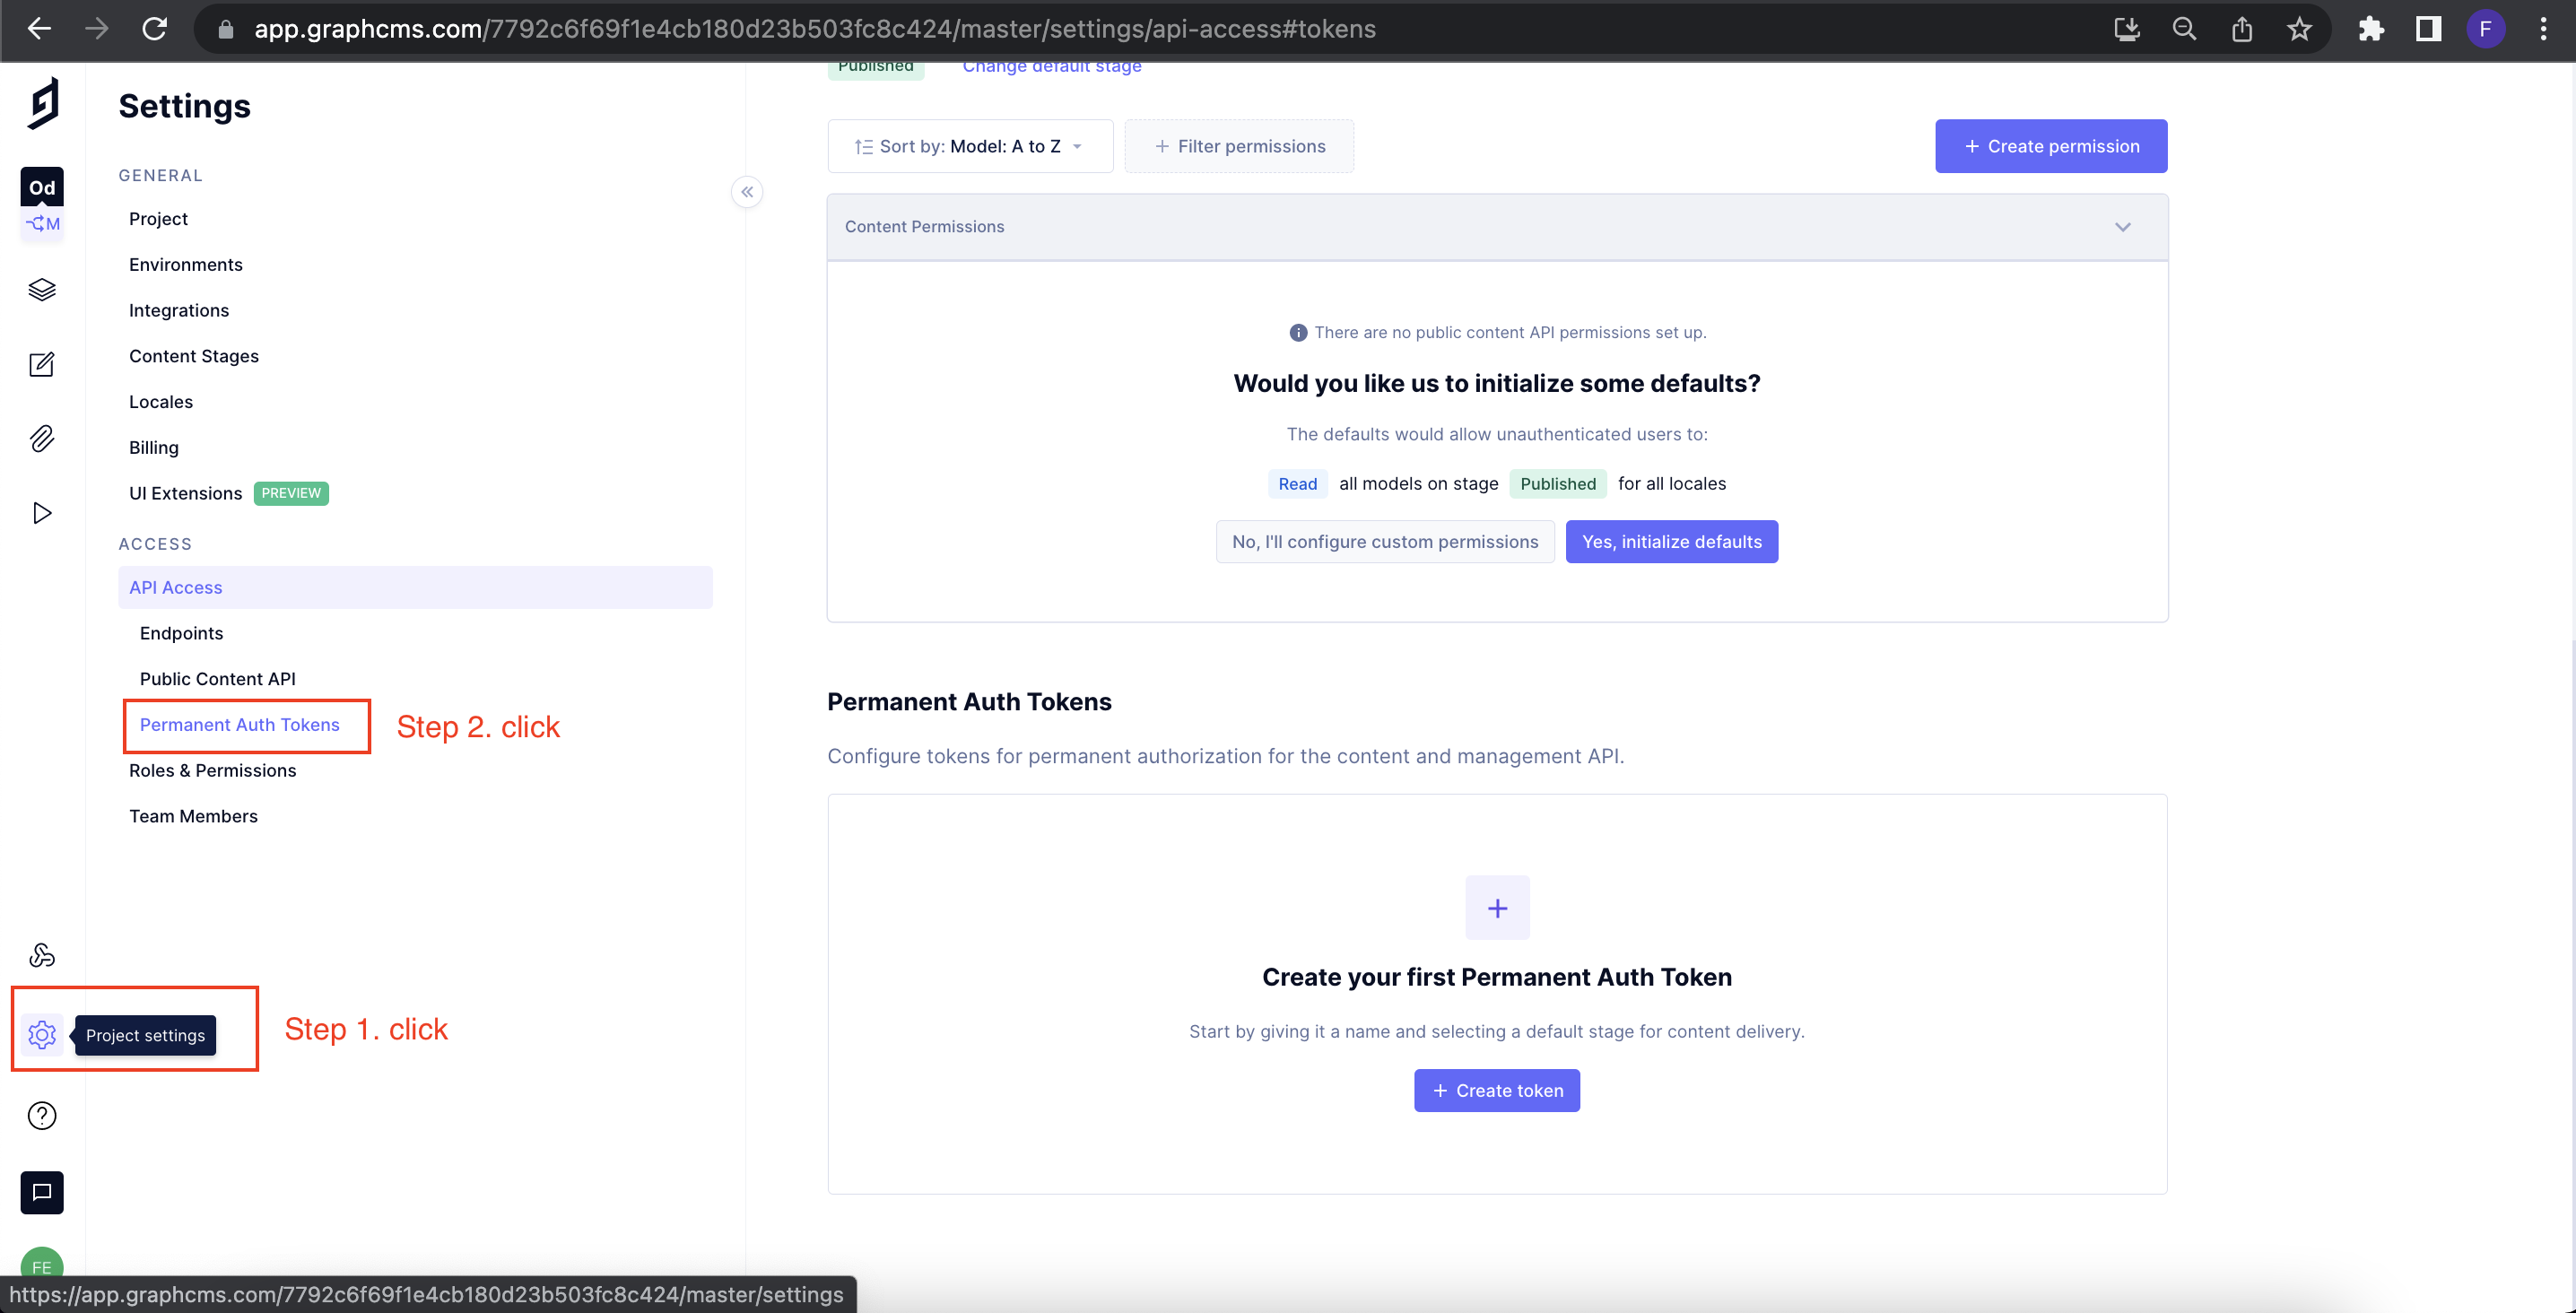 app.graphcms.com/7792c6f69f1e4cb180d23b503fc8c424/master/settings/api-access#tokens
F
Settings
Od
M
GENERAL
Project
Environments
Integrations
Content Stages
Locales
Billing
UI Extensions PREVIEW
ACCESS
API Access
Endpoints
Public Content API
Permanent Auth Tokens
Step 2. click
Roles & Permissions
Team Members
Project settings
Step 1. click
FE
https://app.graphcms.com/7792c6f69f1e4cb180d23b503fc8c424/master/settings
Published Change default stage
Sort by: Model: A to Z
+ Filter permissions
+ Create permission
Content Permissions
There are no public content API permissions set up.
Would you like us to initialize some defaults?
The defaults would allow unauthenticated users to:
Read all models on stage Published for all locales
No, I'll configure custom permissions
Yes, initialize defaults
Permanent Auth Tokens
Configure tokens for permanent authorization for the content and management API.
+
Create your first Permanent Auth Token
Start by giving it a name and selecting a default stage for content delivery.
+ Create token